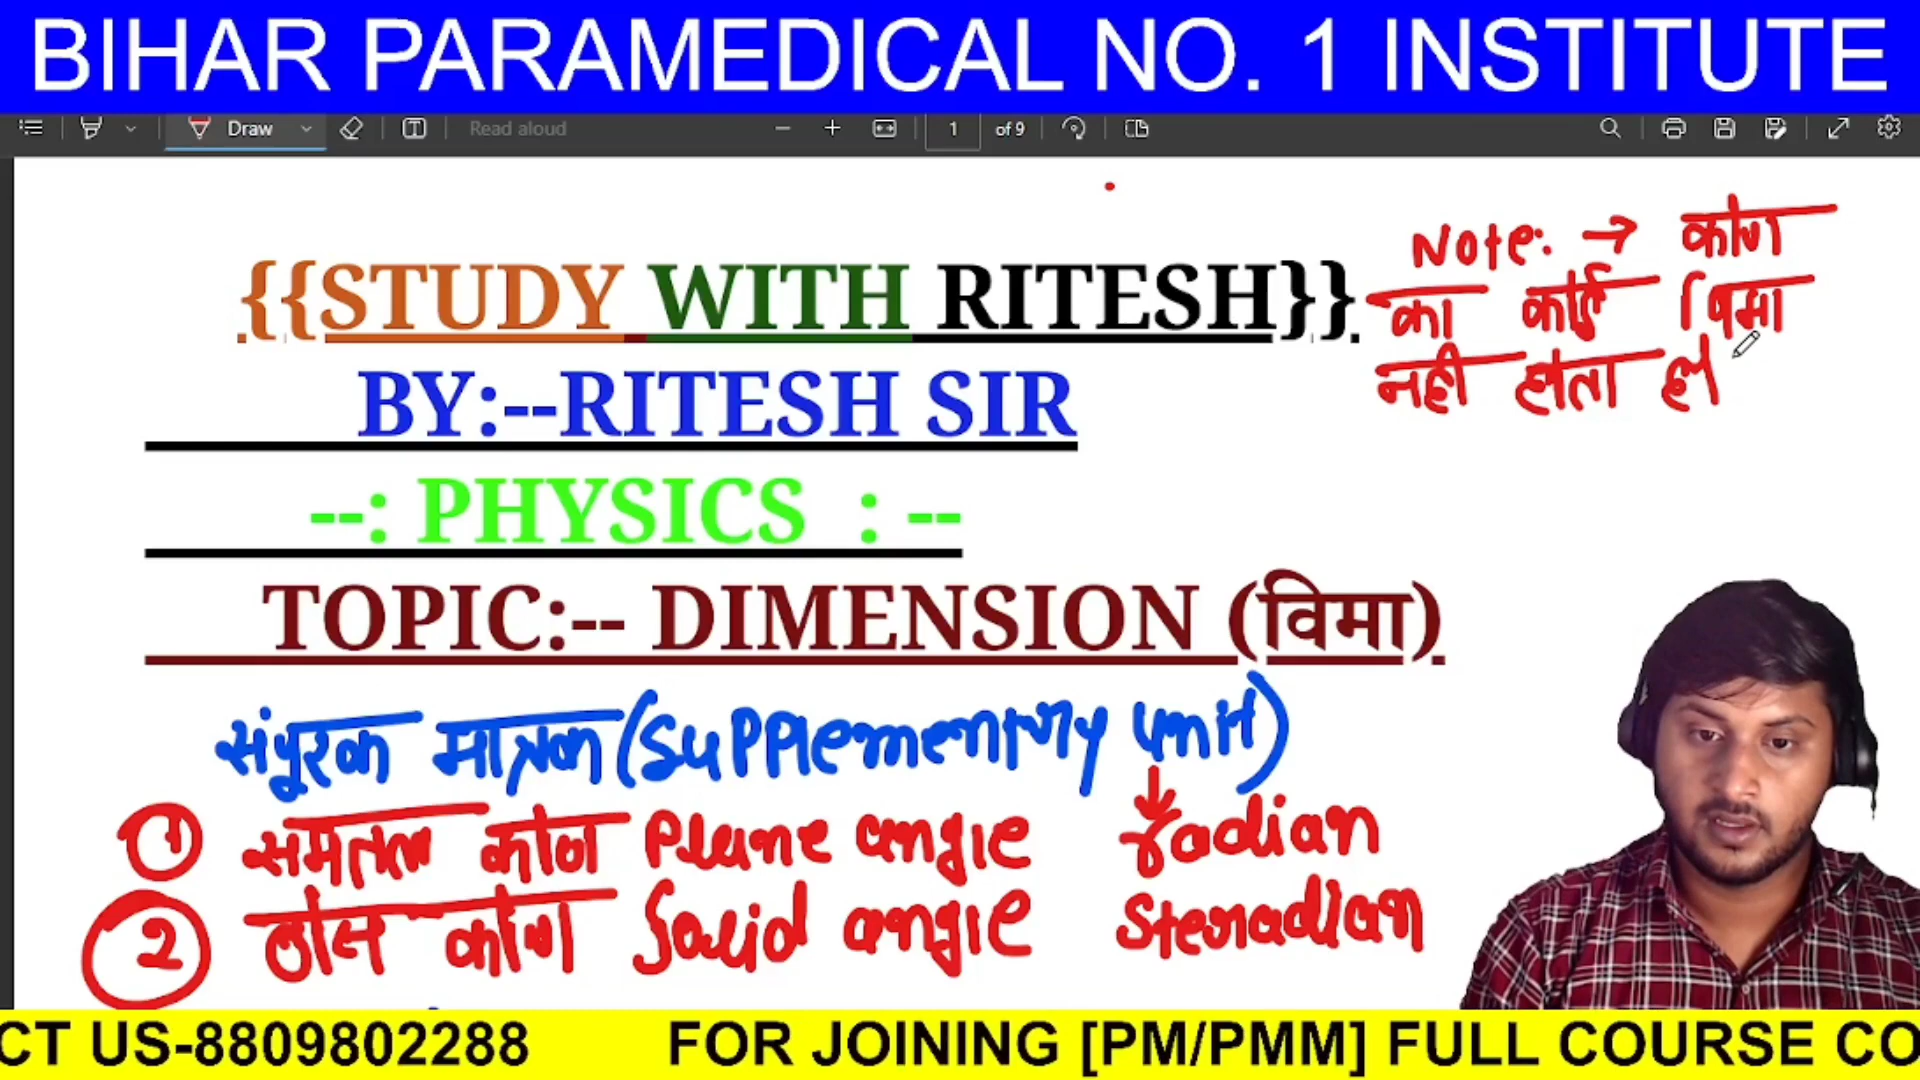 BIHAR PARAMEDICAL NO. 1 INSTITUTE
Draw Read aloud 1 of 9
Note: → कोण
का कोई विमा
नहीं होता है
{{STUDY WITH RITESH}}.
BY:--RITESH SIR
--: PHYSICS : --
TOPIC:-- DIMENSION (विमा).
संपुरक मात्रक (Supplementary unit)
1 समतल कोण Plane angle radian
2 ठोस कोण Solid angle Steradian
CT US-8809802288 FOR JOINING [PM/PMM] FULL COURSE CO